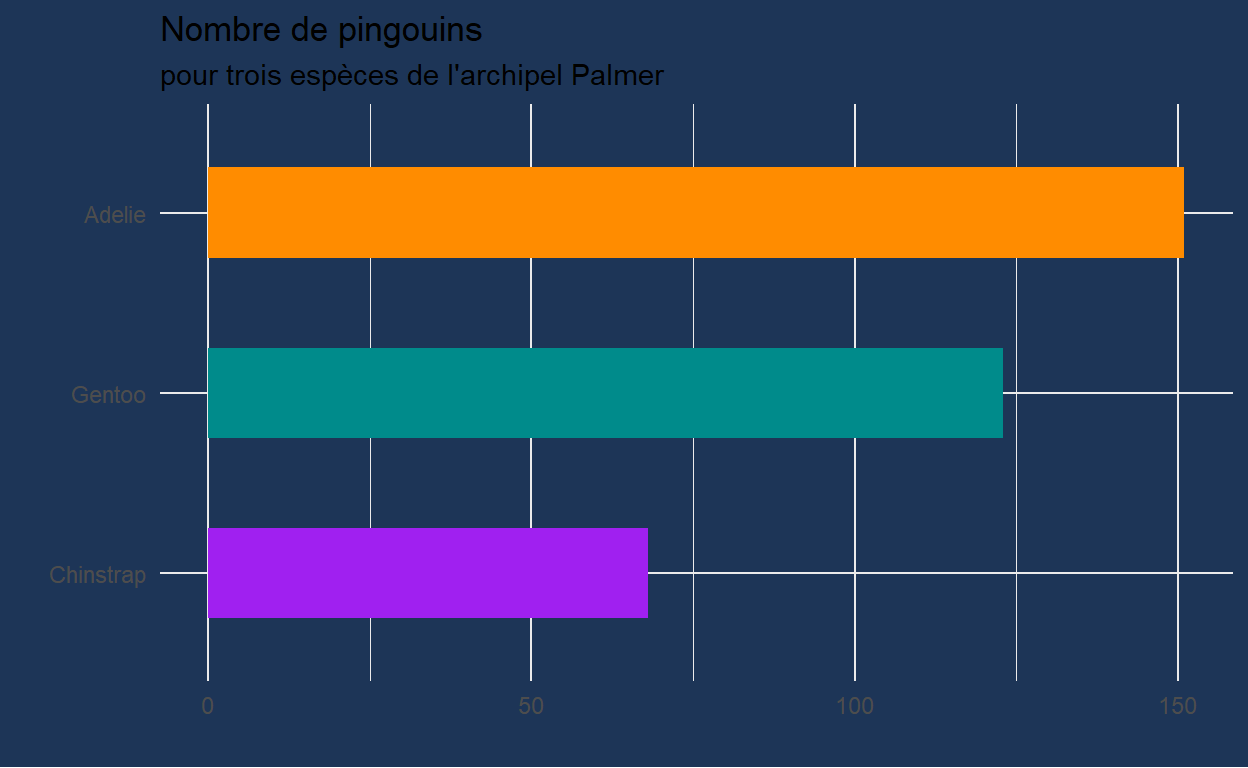 Nombre de pingouins
pour trois espèces de l'archipel Palmer
Adelie
Gentoo
Chinstrap
0 50 100 150